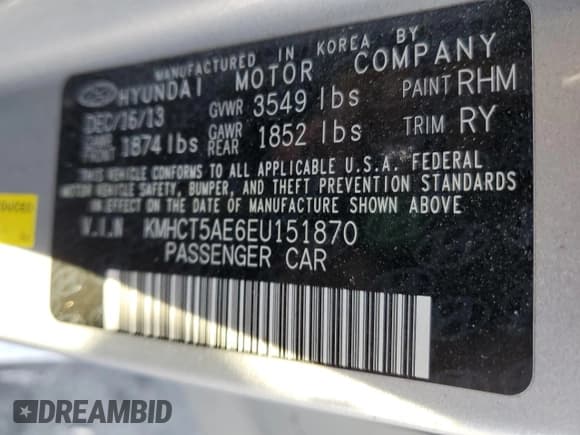 MANUFACTURED IN KOREA BY
HYUNDAI MOTOR COMPANY
DEC/16/13 GVWR 3549 lbs PAINT RHM
GAWR FRONT 1874 lbs GAWR REAR 1852 lbs TRIM RY
THIS VEHICLE CONFORMS TO ALL APPLICABLE U.S.A. FEDERAL
MOTOR VEHICLE SAFETY, BUMPER, AND THEFT PREVENTION STANDARDS
IN EFFECT ON THE DATE OF MANUFACTURE SHOWN ABOVE
V.I.N KMHCT5AE6EU151870
PASSENGER CAR
DREAMBID